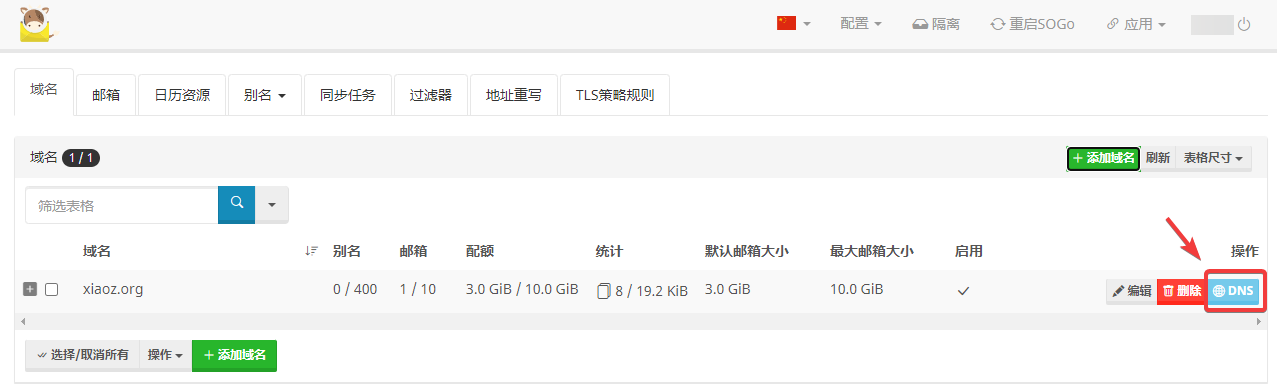 配置 隔离 重启SOGo 应用
域名 邮箱 日历资源 别名 同步任务 过滤器 地址重写 TLS策略规则
域名 1 / 1 添加域名 刷新 表格尺寸
筛选表格
域名 别名 邮箱 配额 统计 默认邮箱大小 最大邮箱大小 启用 操作
xiaoz.org 0 / 400 1 / 10 3.0 GiB / 10.0 GiB 8 / 19.2 KiB 3.0 GiB 10.0 GiB 编辑 删除 DNS
选择/取消所有 操作 添加域名